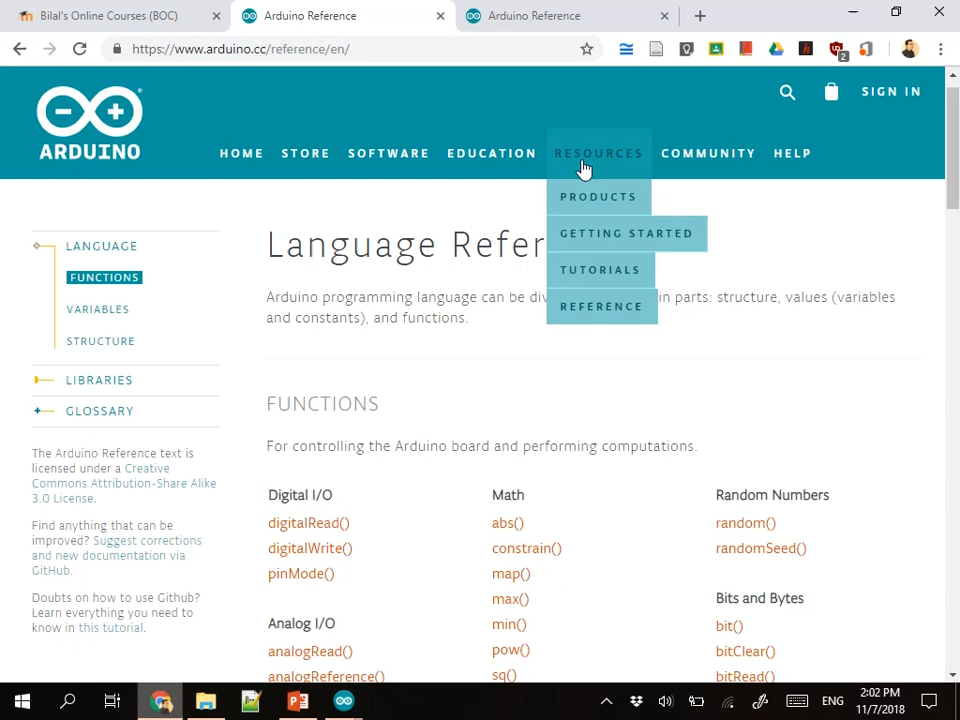 Bilal's Online Courses (BOC)
Arduino Reference
Arduino Reference
https://www.arduino.cc/reference/en/
2
SIGN IN
ARDUINO
HOME STORE SOFTWARE EDUCATION RESOURCES COMMUNITY HELP
PRODUCTS
GETTING STARTED
TUTORIALS
REFERENCE
LANGUAGE
FUNCTIONS
VARIABLES
STRUCTURE
LIBRARIES
GLOSSARY
The Arduino Reference text is
licensed under a Creative
Commons Attribution-Share Alike
3.0 License.
Find anything that can be
improved? Suggest corrections
and new documentation via
GitHub.
Doubts on how to use Github?
Learn everything you need to
know in this tutorial.
Language Refer
Arduino programming language can be div in parts: structure, values (variables
and constants), and functions.
FUNCTIONS
For controlling the Arduino board and performing computations.
Digital I/O
digitalRead()
digitalWrite()
pinMode()
Analog I/O
analogRead()
analogReference()
Math
abs()
constrain()
map()
max()
min()
pow()
sq()
Random Numbers
random()
randomSeed()
Bits and Bytes
bit()
bitClear()
bitRead()
ENG
2:02 PM
11/7/2018